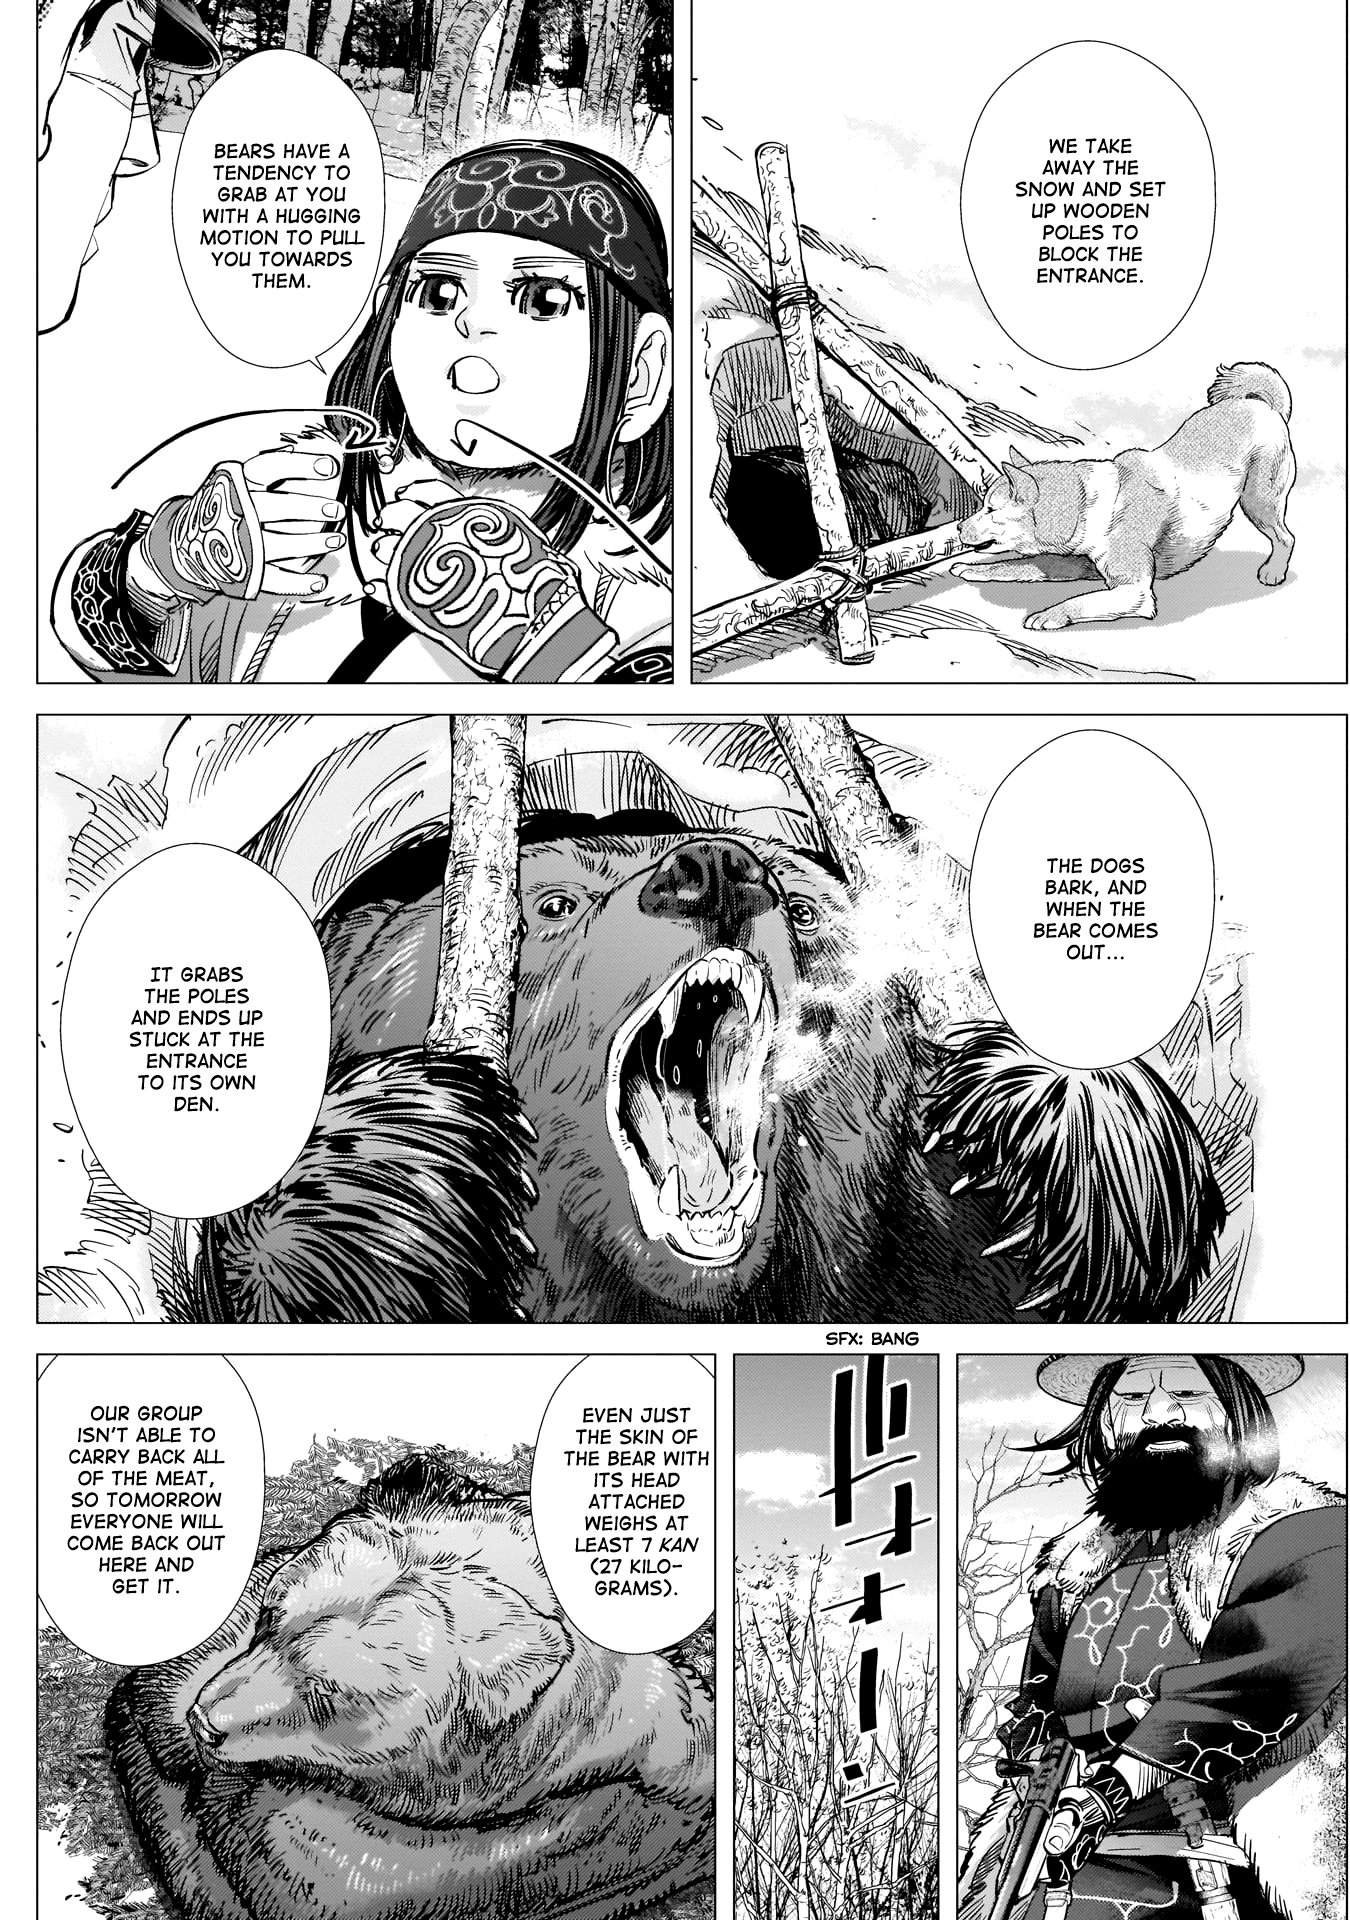 WE TAKE
AWAY THE
SNOW AND SET
UP WOODEN
POLES TO
BLOCK THE
ENTRANCE.
BEARS HAVE A
TENDENCY TO
GRAB AT YOU
WITH A HUGGING
MOTION TO PULL
YOU TOWARDS
THEM.
THE DOGS
BARK, AND
WHEN THE
BEAR COMES
OUT...
IT GRABS
THE POLES
AND ENDS UP
STUCK AT THE
ENTRANCE
TO ITS OWN
DEN.
SFX: BANG
ドーーン
EVEN JUST
THE SKIN OF
THE BEAR WITH
ITS HEAD
ATTACHED
WEIGHS AT
LEAST 7 KAN
(27 KILO-
GRAMS).
OUR GROUP
ISN'T ABLE TO
CARRY BACK ALL
OF THE MEAT,
SO TOMORROW
EVERYONE WILL
COME BACK OUT
HERE AND
GET IT.